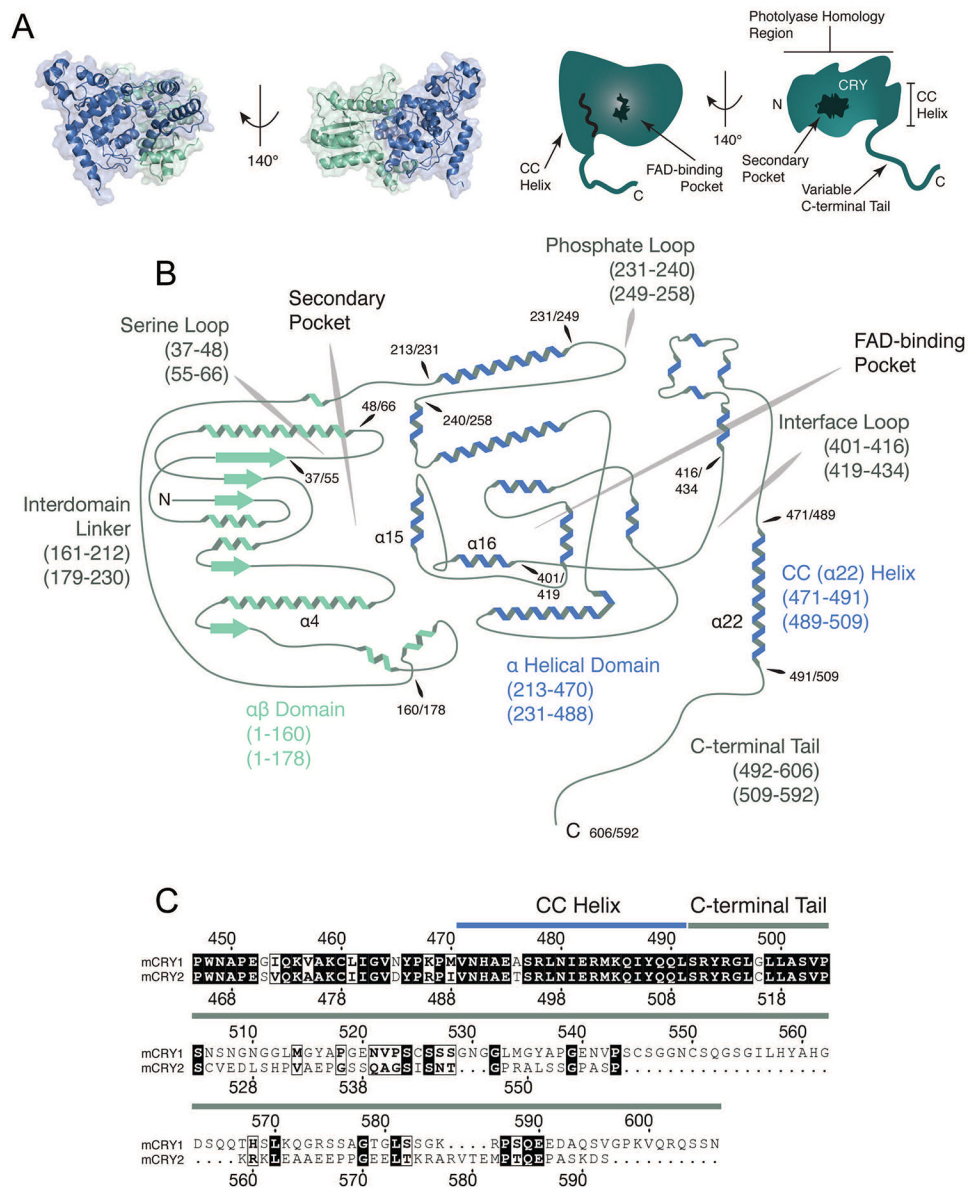 A
140°
140°
CC
Helix
FAD-binding
Pocket
C
Photolyase Homology
Region
N
CRY
CC
Helix
Secondary
Pocket
Variable
C-terminal Tail
C
B
Phosphate Loop
(231-240)
(249-258)
Secondary
Pocket
Serine Loop
(37-48)
(55-66)
213/231
231/249
FAD-binding
Pocket
48/66
240/258
37/55
Interface Loop
(401-416)
(419-434)
416/
434
N
Interdomain
Linker
(161-212)
(179-230)
471/489
α15
α16
401/
419
CC (α22) Helix
(471-491)
(489-509)
α4
α22
α Helical Domain
(213-470)
(231-488)
491/509
160/178
αβ Domain
(1-160)
(1-178)
C-terminal Tail
(492-606)
(509-592)
C 606/592
C
CC Helix C-terminal Tail
450 460 470 480 490 500
mCRY1 PWNAPEGIQKVAKCLIGVNYPKPMVNHAEASRLNIERMKQIYQQLSRYRGLGLLASVP
mCRY2 PWNAPESVQKAAKCIIGVDYPRPIVNHAETSRLNIERMKQIYQQLSRYRGLCLLASVP
468 478 488 498 508 518
510 520 530 540 550 560
mCRY1 SNSNGNGGLMGYAPGENVPSCSSSGNGGLMGYAPGENVPSCSGGNCSQGSGILHYAHG
mCRY2 SCVEDLSHPVAEPGSSQAGSISNT...GPRALSSGPASP...................
528 538 550
570 580 590 600
mCRY1 DSQQTHSLKQGRSSAGTGLSSGK....RPSQEEDAQSVGPKVQRQSSN
mCRY2 ....KRKLEAAEEPPGEELTKRARVTEMPTQEPASKDS..........
560 570 580 590